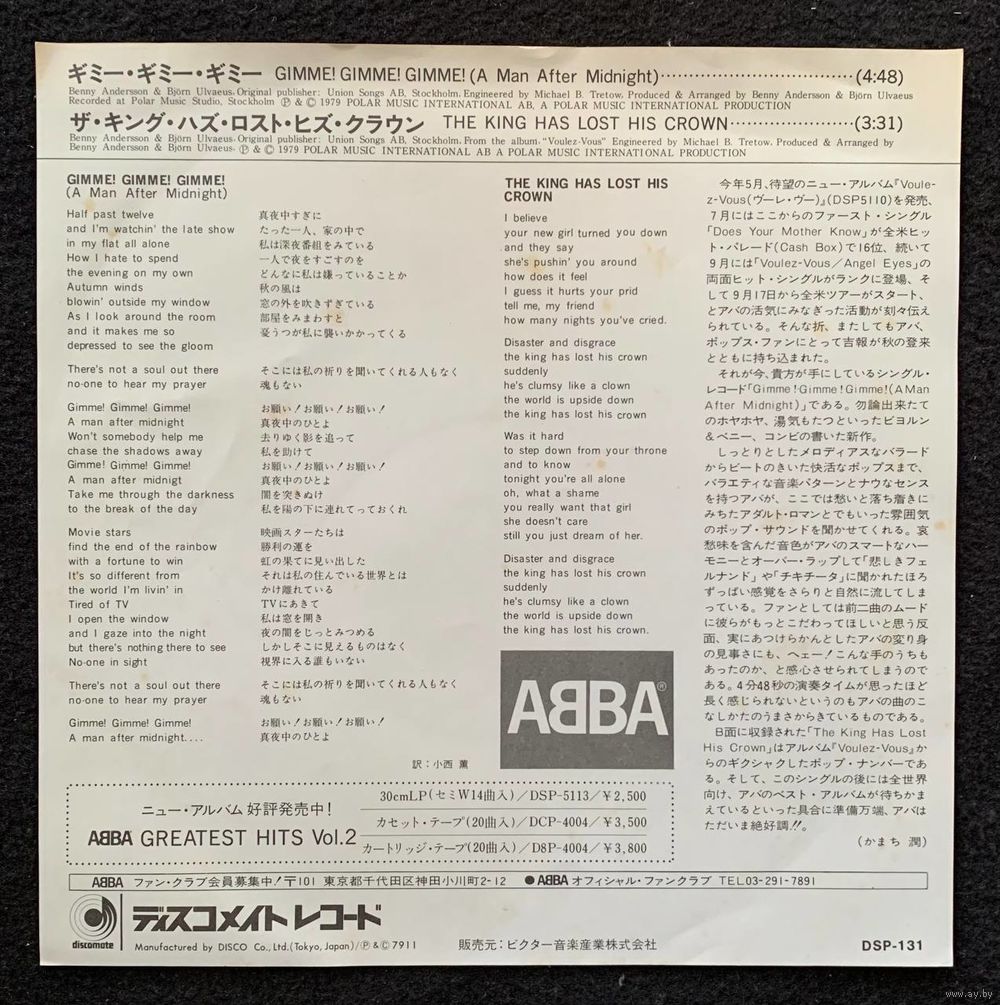 ギミー・ギミー・ギミー GIMME! GIMME! GIMME! (A Man After Midnight)・・・・・・・・・・・・・・・・・・・・(4:48)
Benny Andersson & Björn Ulvaeus. Original publisher: Union Songs AB, Stockholm. Engineered by Michael B. Tretow. Produced & Arranged by Benny Andersson & Björn Ulvaeus
Recorded at Polar Music Studio, Stockholm Ⓟ & © 1979 POLAR MUSIC INTERNATIONAL AB, A POLAR MUSIC INTERNATIONAL PRODUCTION
ザ・キング・ハズ・ロスト・ヒズ・クラウン THE KING HAS LOST HIS CROWN・・・・・・・・・・・・・・・・・・・・(3:31)
Benny Andersson & Björn Ulvaeus. Original publisher: Union Songs AB, Stockholm. From the album. "Voulez-Vous" Engineered by Michael B. Tretow. Produced & Arranged by
Benny Andersson & Björn Ulvaeus. Ⓟ & © 1979 POLAR MUSIC INTERNATIONAL AB A POLAR MUSIC INTERNATIONAL PRODUCTION
GIMME! GIMME! GIMME!
(A Man After Midnight)
Half past twelve
and I'm watchin' the late show
in my flat all alone
How I hate to spend
the evening on my own
Autumn winds
blowin' outside my window
As I look around the room
and it makes me so
depressed to see the gloom
There's not a soul out there
no-one to hear my prayer
Gimme! Gimme! Gimme!
A man after midnight
Won't somebody help me
chase the shadows away
Gimme! Gimme! Gimme!
A man after midnigt
Take me through the darkness
to the break of the day
Movie stars
find the end of the rainbow
with a fortune to win
It's so different from
the world I'm livin' in
Tired of TV
I open the window
and I gaze into the night
but there's nothing there to see
No-one in sight
There's not a soul out there
no-one to hear my prayer
Gimme! Gimme! Gimme!
A man after midnight....
真夜中すぎに
たった一人、家の中で
私は深夜番組をみている
一人で夜をすごすのを
どんなに私は嫌っていることか
秋の風は
窓の外を吹きすぎている
部屋をみまわすと
憂うつが私に襲いかかってくる
そこには私の祈りを聞いてくれる人もなく
魂もない
お願い！お願い！お願い！
真夜中のひとよ
去りゆく影を追って
私を助けて
お願い！お願い！お願い！
真夜中のひとよ
闇を突きぬけ
私を陽の下に連れてっておくれ
映画スターたちは
勝利の運を
虹の果てに見い出した
それは私の住んでいる世界とは
かけ離れている
TVにあきて
私は窓を開き
夜の闇をじっとみつめる
しかしそこに見えるものはなく
視界に入る誰もいない
そこには私の祈りを聞いてくれる人もなく
魂もない
お願い！お願い！お願い！
真夜中のひとよ
訳：小西 薫
THE KING HAS LOST HIS
CROWN
I believe
your new girl turned you down
and they say
she's pushin' you around
how does it feel
I guess it hurts your prid
tell me, my friend
how many nights you've cried.
Disaster and disgrace
the king has lost his crown
suddenly
he's clumsy like a clown
the world is upside down
the king has lost his crown
Was it hard
to step down from your throne
and to know
tonight you're all alone
oh, what a shame
you really want that girl
she doesn't care
still you just dream of her.
Disaster and disgrace
the king has lost his crown
suddenly
he's clumsy like a clown
the world is upside down
the king has lost his crown.
ABBA®
今年5月、待望のニュー・アルバム『Voule-
z-Vous(ヴーレ・ヴー)』(DSP5110)を発売、
7月にはここからのファースト・シングル
「Does Your Mother Know」が全米ヒッ
ト・パレード(Cash Box)で16位、続いて
9月には「Voulez-Vous／Angel Eyes」の
両面ヒット・シングルがランクに登場、そ
して9月17日から全米ツアーがスタート、
とアバの活気にみなぎった活動が刻々伝え
られている。そんな折、またしてもアバ、
ポップス・ファンにとって吉報が秋の登来
とともに持ち込まれた。
それが今、貴方が手にしているシングル・
レコード「Gimme！Gimme！Gimme！(A Man
After Midnight)」である。勿論出来たて
のホヤホヤ、湯気もたつといったビヨルン
＆ベニー、コンビの書いた新作。
しっとりとしたメロディアスなバラード
からビートのきいた快活なポップスまで、
バラエティな音楽パターンとナウなセンス
を持つアバが、ここでは愁いと落ち着きに
みちたアダルト・ロマンとでもいった雰囲気
のポップ・サウンドを聞かせてくれる。哀
愁味を含んだ音色がアバのスマートなハー
モニーとオーバー・ラップして「悲しきフェ
ルナンド」や「チキチータ」に聞かれたほろ
ずっぱい感覚をさらりと自然に流してしま
っている。ファンとしては前二曲のムード
に彼らがもっとこだわってほしいと思う反
面、実にあつけらかんとしたアバの変り身
の見事さにも、ヘェー！こんな手のうちも
あったのか、と感心させられてしまうので
ある。4分48秒の演奏タイムが思ったほど
長く感じられないというのもアバの曲のこ
なしかたのうまさからきているものである。
B面に収録された「The King Has Lost
His Crown」はアルバム『Voulez-Vous』か
らのギクシャクしたポップ・ナンバーであ
る。そして、このシングルの後には全世界
向け、アバのベスト・アルバムが待ちかま
えているといった具合に準備万端、アバは
ただいま絶好調!!。
(かまち 潤)
ニュー・アルバム 好評発売中！
ABBA GREATEST HITS Vol.2
30cmLP(セミW14曲入)／DSP-5113／￥2,500
カセット・テープ(20曲入)／DCP-4004／￥3,500
カートリッジ・テープ(20曲入)／D8P-4004／￥3,800
ABBA ファン・クラブ会員募集中！〒101 東京都千代田区神田小川町2-12 ●ABBA オフィシャル・ファンクラブ TEL03-291-7891
discomate
ディスコメイト レコード
Manufactured by DISCO Co., Ltd. (Tokyo, Japan)／Ⓟ & © 7911
販売元：ビクター音楽産業株式会社
DSP-131
www.ay.by